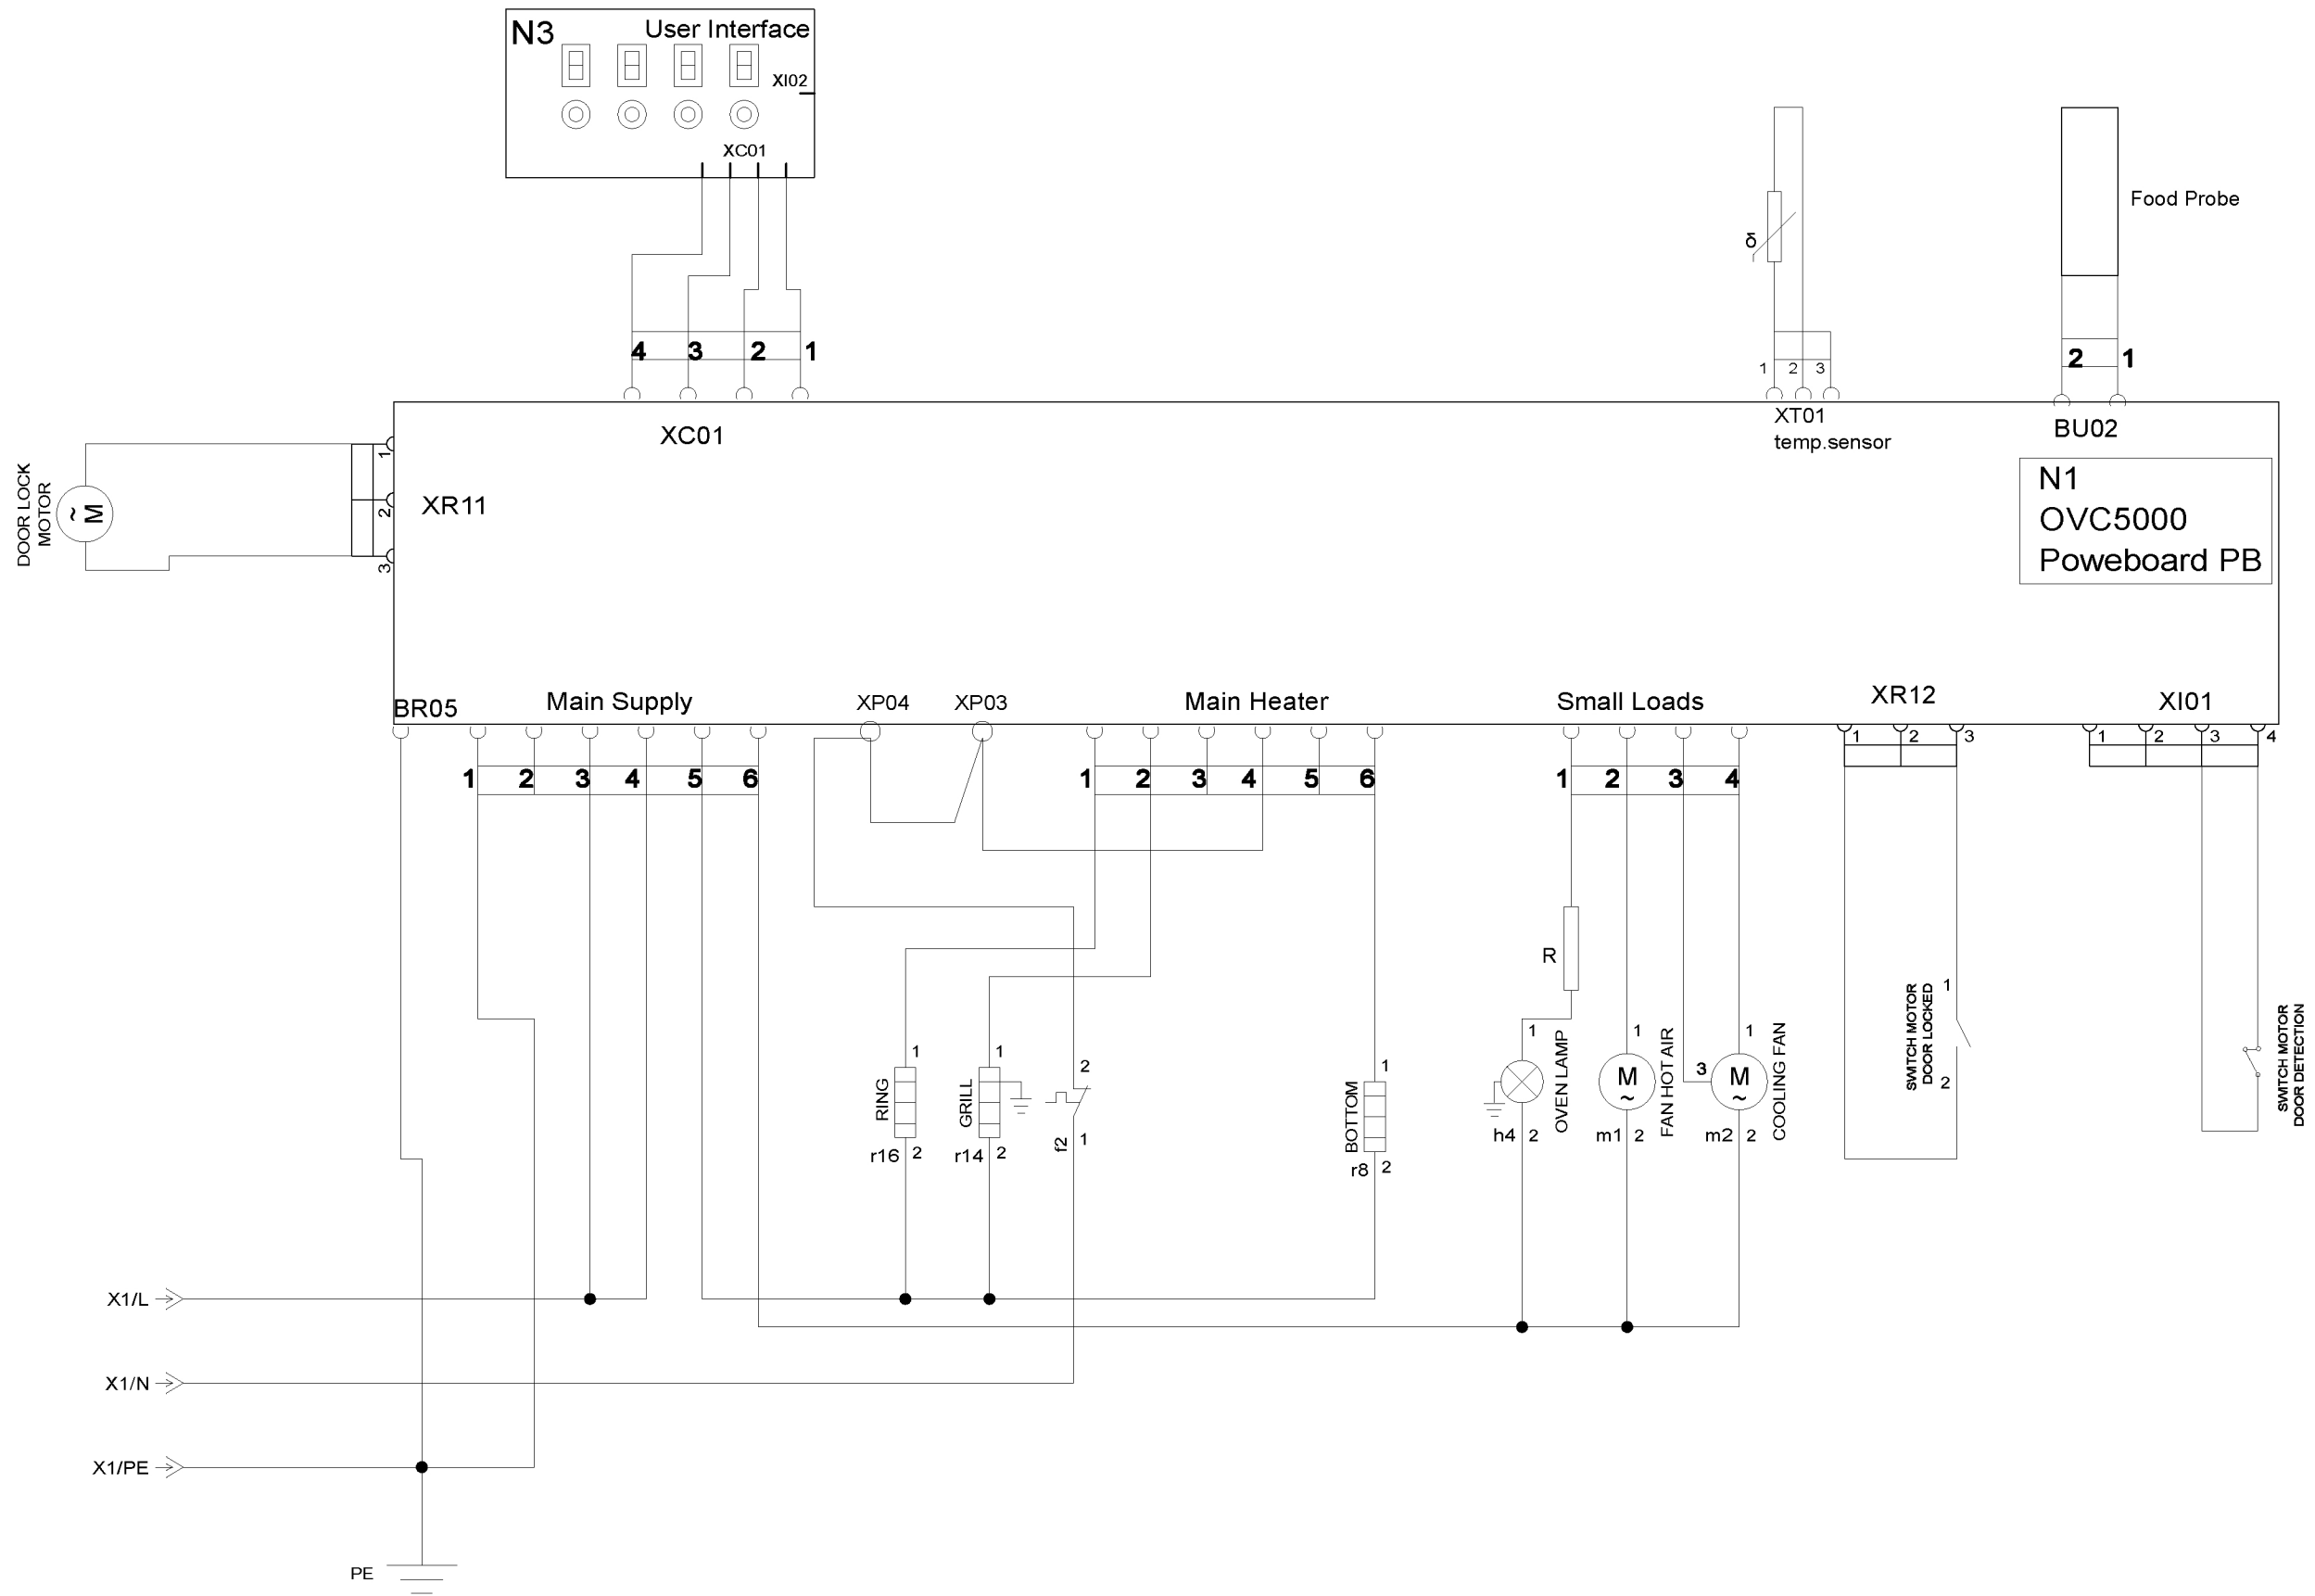 N3 User Interface
XI02
XC01
δ
Food Probe
4 3 2 1
1 2 3
2 1
XC01
XT01
temp.sensor
BU02
DOOR LOCK
MOTOR
M
~
1
2
3
XR11
N1
OVC5000
Poweboard PB
BR05
Main Supply
XP04
XP03
Main Heater
Small Loads
XR12
XI01
1 2 3 4 5 6
1 2 3 4 5 6
1 2 3 4
1 2 3
1 2 3 4
R
1
RING
r16 2
1
GRILL
r14 2
2
f2 1
1
BOTTOM
r8 2
1
OVEN LAMP
h4 2
1
M
~
FAN HOT AIR
m1 2
1
3
M
~
COOLING FAN
m2 2
SWITCH MOTOR
DOOR LOCKED
1
2
SWITCH MOTOR
DOOR DETECTION
X1/L
X1/N
X1/PE
PE